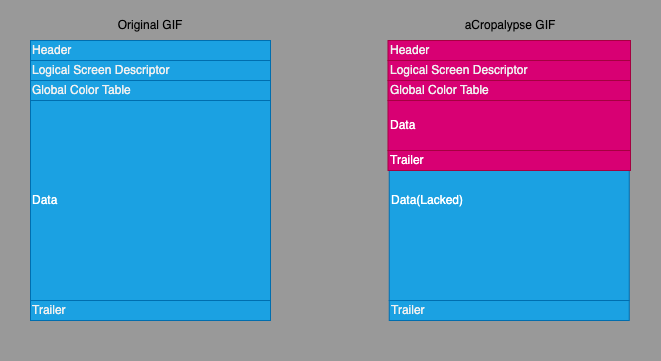 Original GIF
Header
Logical Screen Descriptor
Global Color Table
Data
Trailer
aCropalypse GIF
Header
Logical Screen Descriptor
Global Color Table
Data
Trailer
Data(Lacked)
Trailer